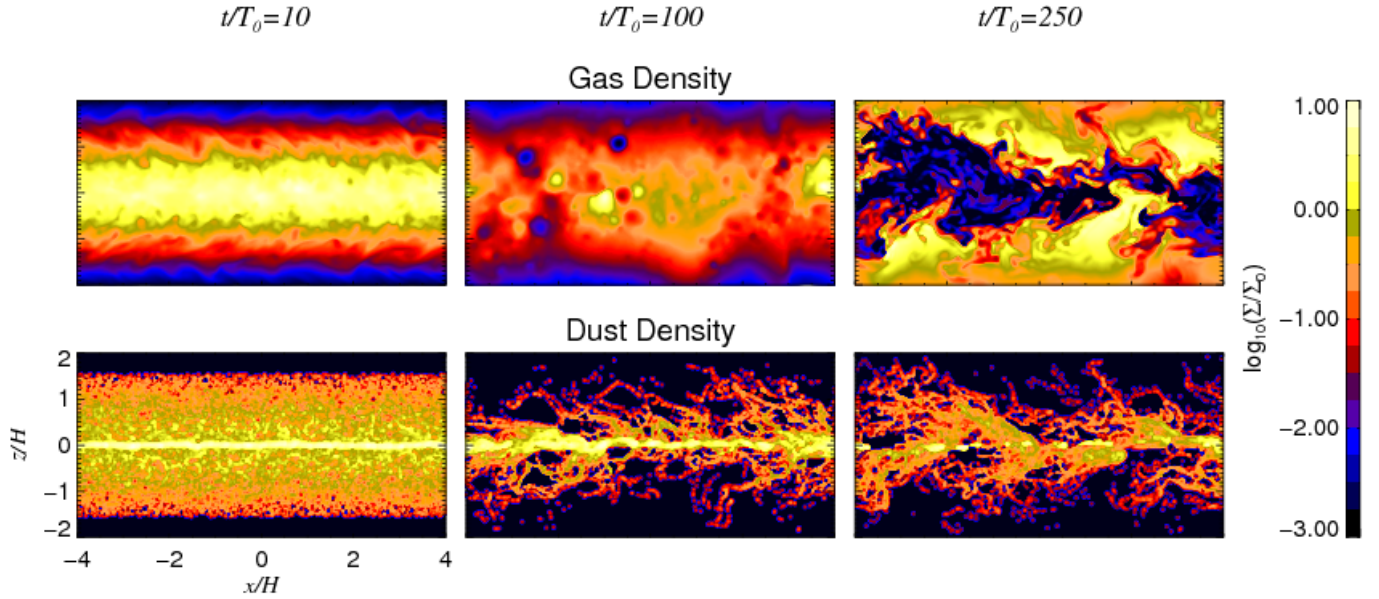 t/T₀=10 t/T₀=100 t/T₀=250
Gas Density
1.00
0.00
−1.00
−2.00
−3.00
log₁₀(Σ/Σ₀)
Dust Density
2
1
0
−1
−2
z/H
−4 −2 0 2 4
x/H